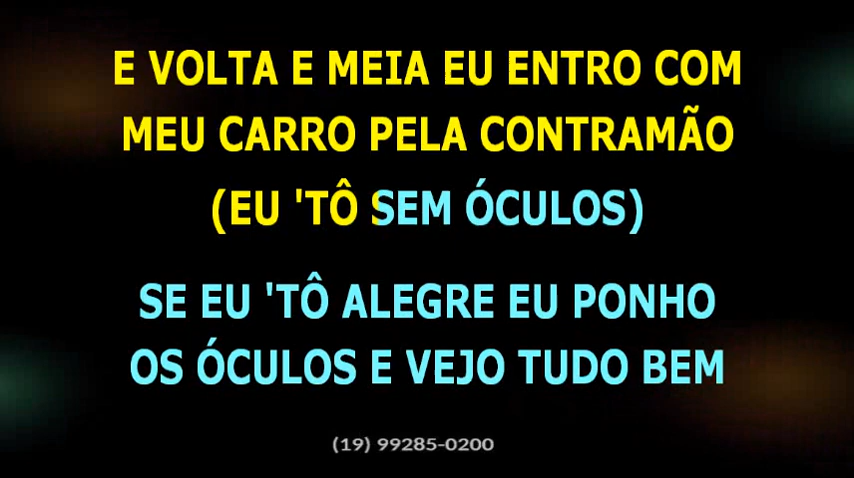 E VOLTA E MEIA EU ENTRO COM
MEU CARRO PELA CONTRAMÃO
(EU 'TÔ SEM ÓCULOS)
SE EU 'TÔ ALEGRE EU PONHO
OS ÓCULOS E VEJO TUDO BEM
(19) 99285-0200